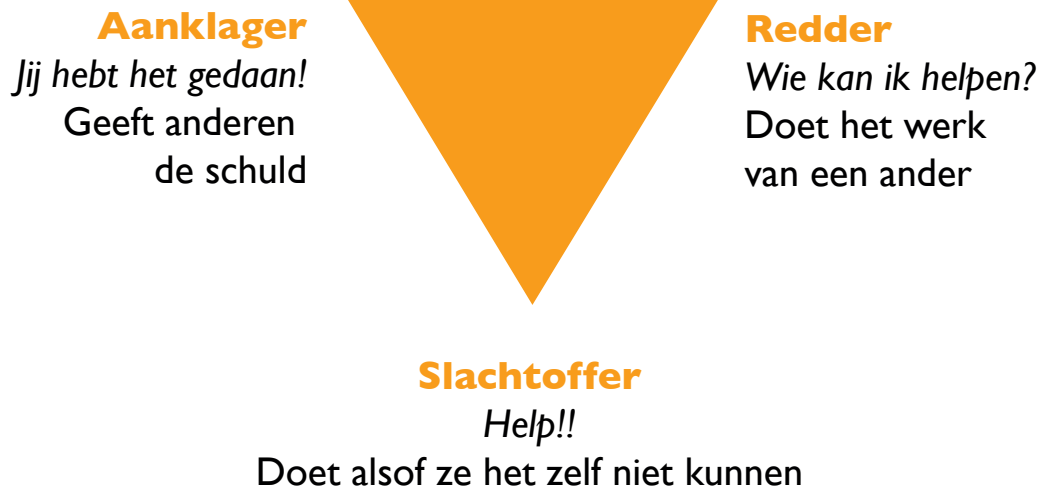 Aanklager
Jij hebt het gedaan!
Geeft anderen
de schuld
Redder
Wie kan ik helpen?
Doet het werk
van een ander
Slachtoffer
Help!!
Doet alsof ze het zelf niet kunnen